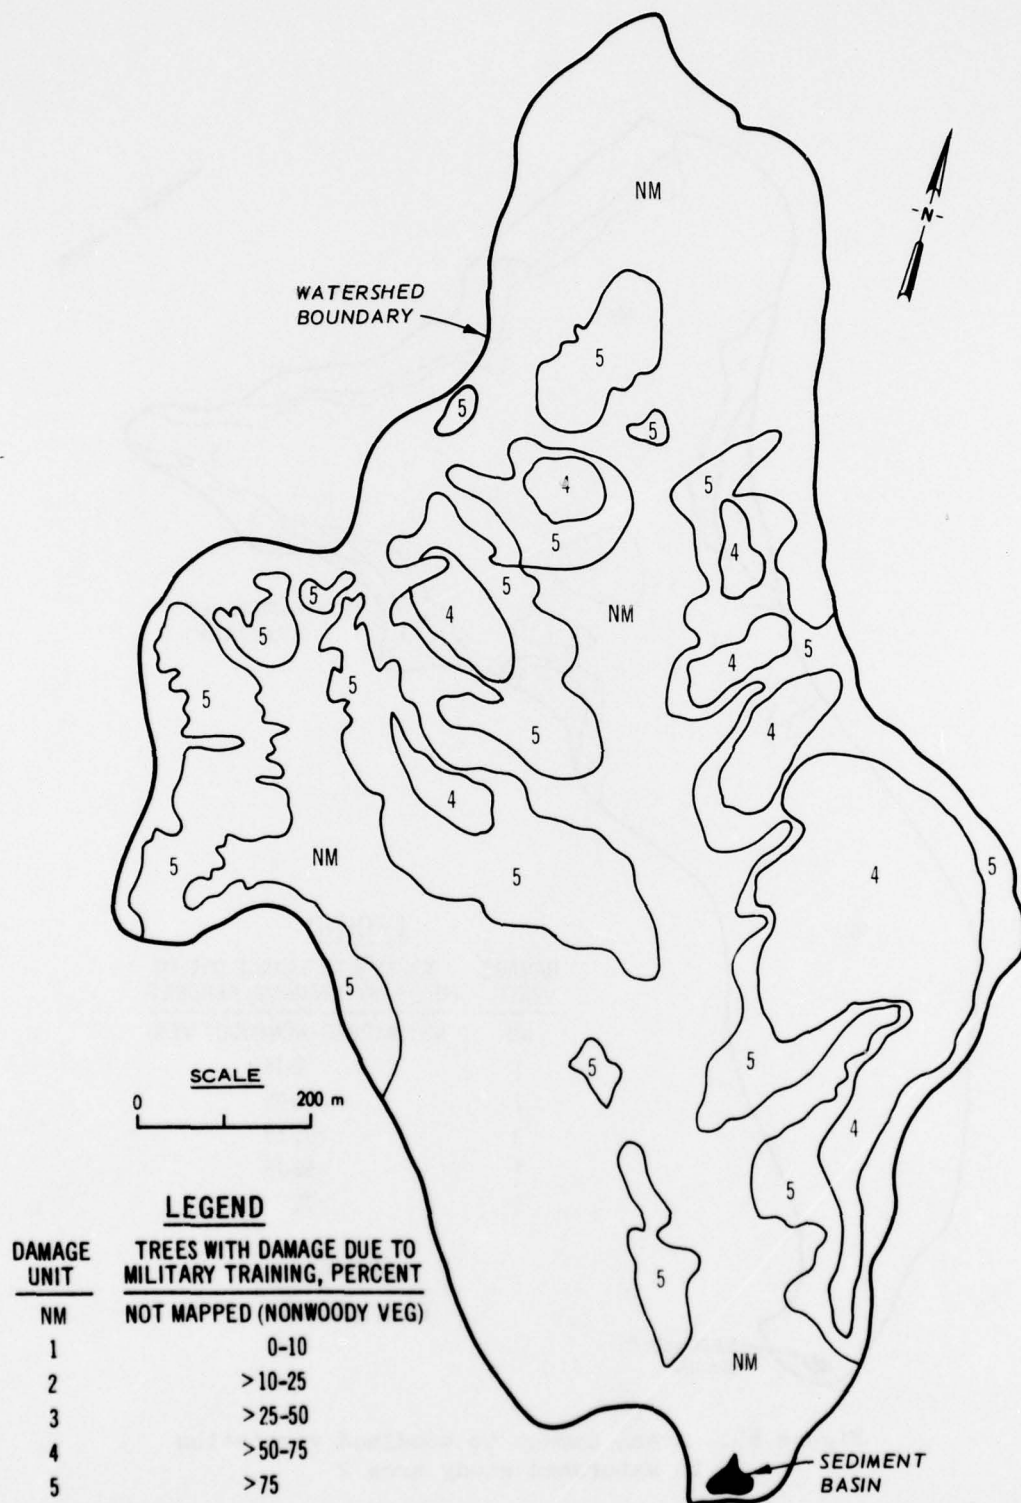 NM
-N-
WATERSHED
BOUNDARY
5
5
5
4
5
5
4
5
5
4
NM
5
4
5
5
5
4
5
4
5
NM
5
5
4
5
5
5
5
4
5
5
NM
SCALE
0 200 m
LEGEND
DAMAGE UNIT TREES WITH DAMAGE DUE TO MILITARY TRAINING, PERCENT
NM NOT MAPPED (NONWOODY VEG)
1 0-10
2 >10-25
3 >25-50
4 >50-75
5 >75
SEDIMENT
BASIN